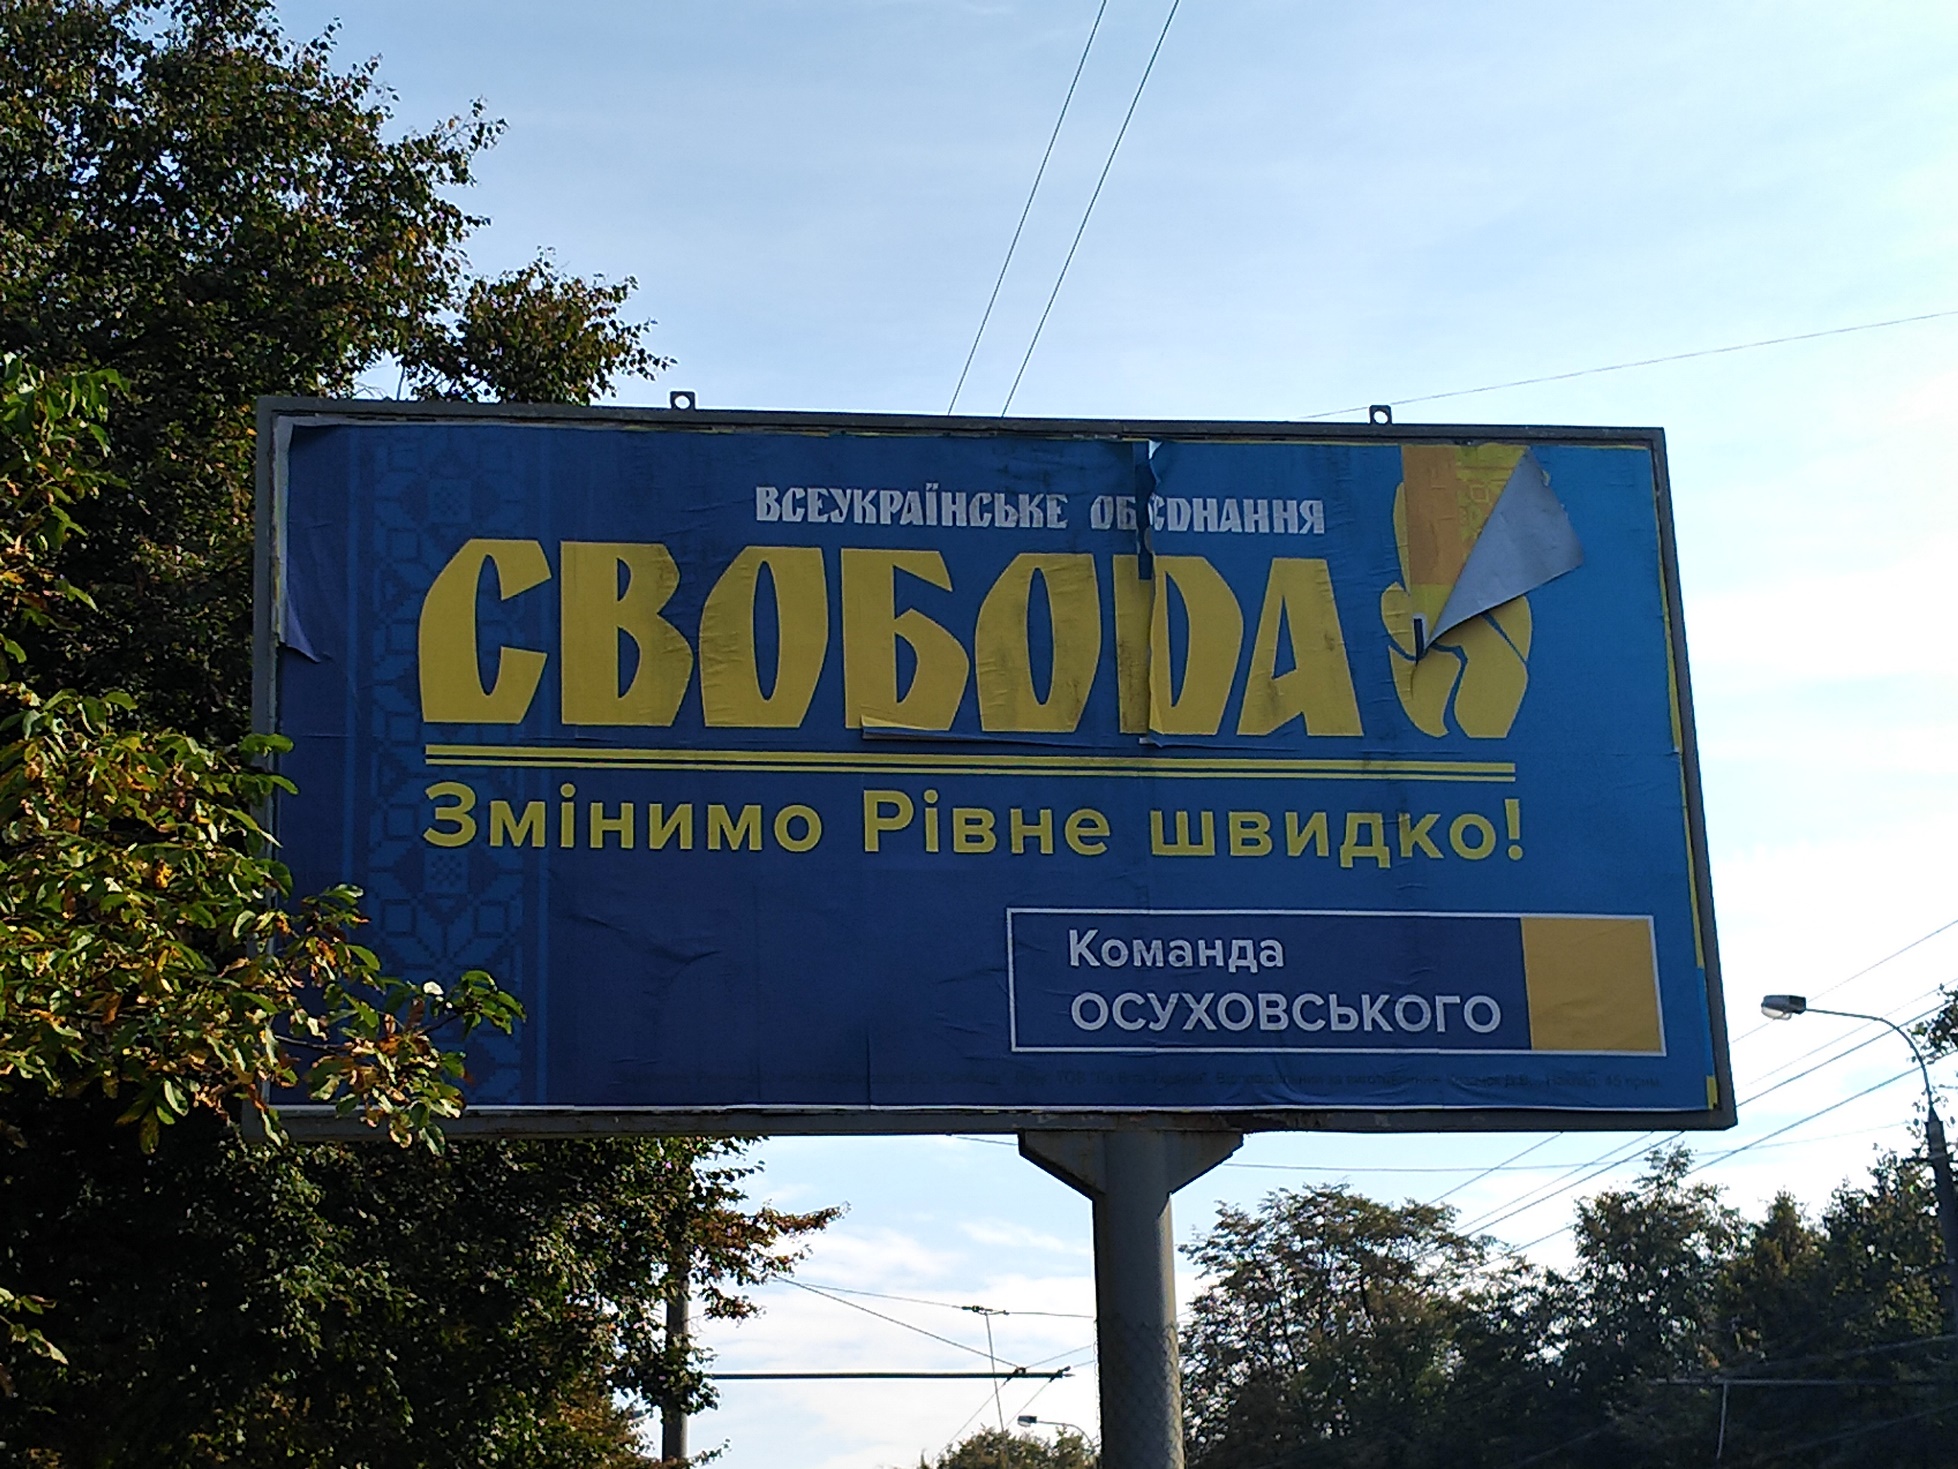 ВСЕУКРАЇНСЬКЕ ОБ'ЄДНАННЯ
СВОБОДА
Змінимо Рівне швидко!
Команда
ОСУХОВСЬКОГО